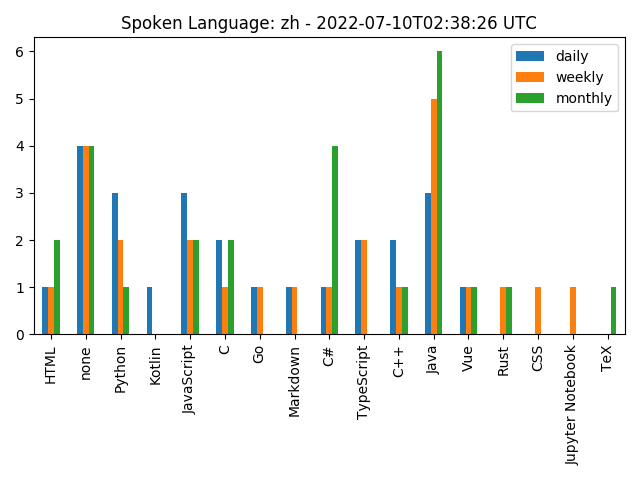 Spoken Language: zh - 2022-07-10T02:38:26 UTC
daily
weekly
monthly
6
5
4
3
2
1
0
HTML
none
Python
Kotlin
JavaScript
C
Go
Markdown
C#
TypeScript
C++
Java
Vue
Rust
CSS
Jupyter Notebook
TeX